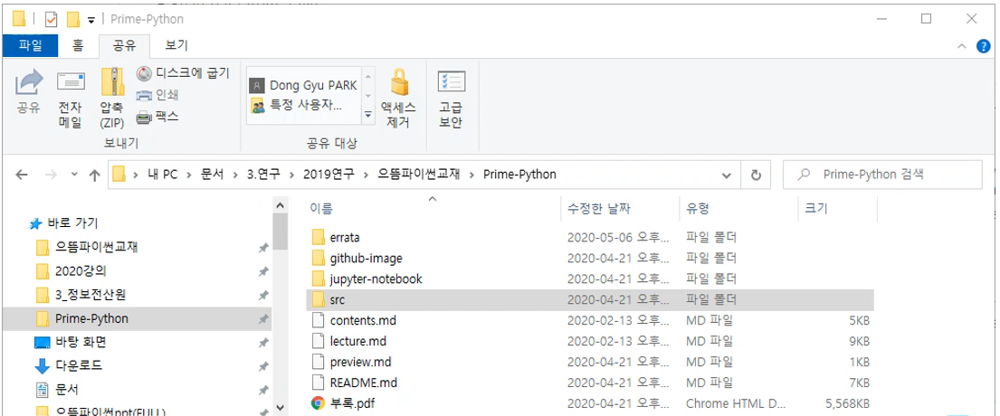 Prime-Python
파일 홈 공유 보기
공유
전자
메일
압축
(ZIP)
디스크에 굽기
인쇄
팩스
보내기
Dong Gyu PARK
특정 사용자...
공유 대상
액세스
제거
고급
보안
내 PC > 문서 > 3.연구 > 2019연구 > 으뜸파이썬교재 > Prime-Python
Prime-Python 검색
바로 가기
으뜸파이썬교재
2020강의
3_정보전산원
Prime-Python
바탕 화면
다운로드
문서
으뜸파이썬ppt(FULL)
이름 수정한 날짜 유형 크기
errata 2020-05-06 오후... 파일 폴더
github-image 2020-04-21 오후... 파일 폴더
jupyter-notebook 2020-04-21 오후... 파일 폴더
src 2020-04-21 오후... 파일 폴더
contents.md 2020-02-13 오후... MD 파일 5KB
lecture.md 2020-02-13 오후... MD 파일 9KB
preview.md 2020-04-21 오후... MD 파일 1KB
README.md 2020-04-21 오후... MD 파일 7KB
부록.pdf 2020-04-21 오후... Chrome HTML D... 5,568KB